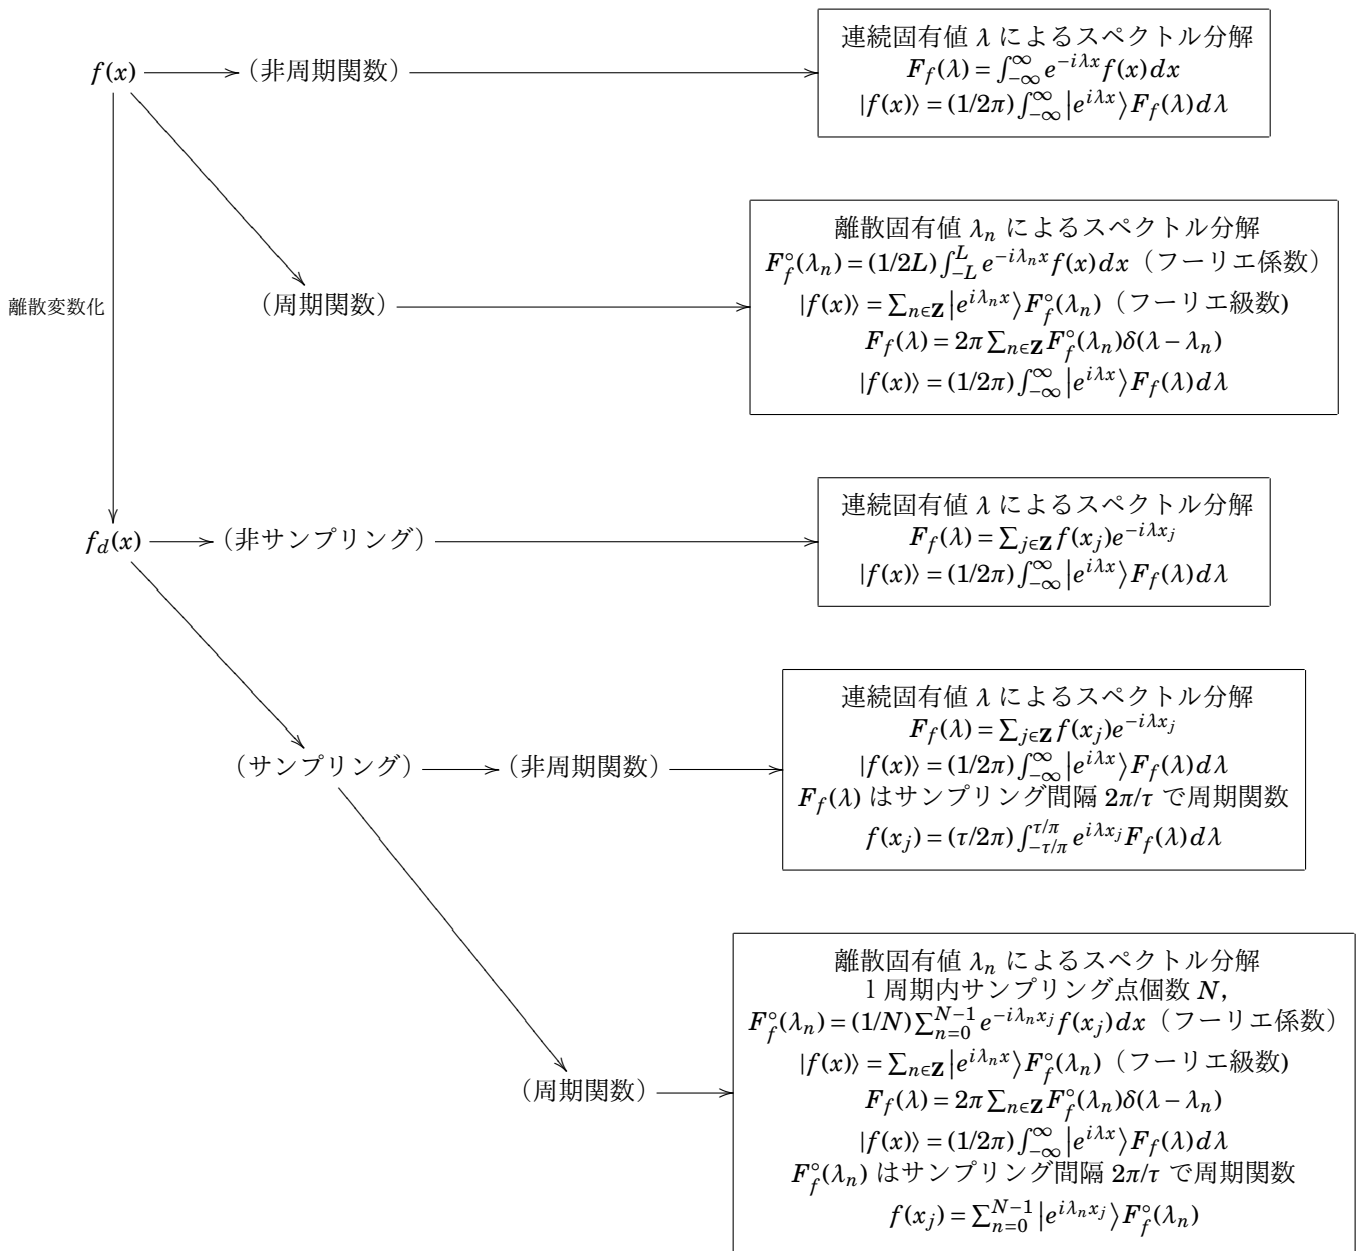 連続固有値 λ によるスペクトル分解
f(x) (非周期関数) F_f(λ) = ∫_{-∞}^{∞} e^{-iλx} f(x) dx
|f(x)⟩ = (1/2π) ∫_{-∞}^{∞} |e^{iλx}⟩ F_f(λ) dλ
離散固有値 λ_n によるスペクトル分解
F_f^∘(λ_n) = (1/2L) ∫_{-L}^{L} e^{-iλ_n x} f(x) dx (フーリエ係数)
離散変数化 (周期関数) |f(x)⟩ = ∑_{n∈Z} |e^{iλ_n x}⟩ F_f^∘(λ_n) (フーリエ級数)
F_f(λ) = 2π ∑_{n∈Z} F_f^∘(λ_n) δ(λ − λ_n)
|f(x)⟩ = (1/2π) ∫_{-∞}^{∞} |e^{iλx}⟩ F_f(λ) dλ
連続固有値 λ によるスペクトル分解
f_d(x) (非サンプリング) F_f(λ) = ∑_{j∈Z} f(x_j) e^{-iλx_j}
|f(x)⟩ = (1/2π) ∫_{-∞}^{∞} |e^{iλx}⟩ F_f(λ) dλ
連続固有値 λ によるスペクトル分解
F_f(λ) = ∑_{j∈Z} f(x_j) e^{-iλx_j}
(サンプリング) (非周期関数) |f(x)⟩ = (1/2π) ∫_{-∞}^{∞} |e^{iλx}⟩ F_f(λ) dλ
F_f(λ) はサンプリング間隔 2π/τ で周期関数
f(x_j) = (τ/2π) ∫_{-τ/π}^{τ/π} e^{iλx_j} F_f(λ) dλ
離散固有値 λ_n によるスペクトル分解
1 周期内サンプリング点個数 N,
F_f^∘(λ_n) = (1/N) ∑_{n=0}^{N-1} e^{-iλ_n x_j} f(x_j) dx (フーリエ係数)
|f(x)⟩ = ∑_{n∈Z} |e^{iλ_n x}⟩ F_f^∘(λ_n) (フーリエ級数)
(周期関数) F_f(λ) = 2π ∑_{n∈Z} F_f^∘(λ_n) δ(λ − λ_n)
|f(x)⟩ = (1/2π) ∫_{-∞}^{∞} |e^{iλx}⟩ F_f(λ) dλ
F_f^∘(λ_n) はサンプリング間隔 2π/τ で周期関数
f(x_j) = ∑_{n=0}^{N-1} |e^{iλ_n x_j}⟩ F_f^∘(λ_n)